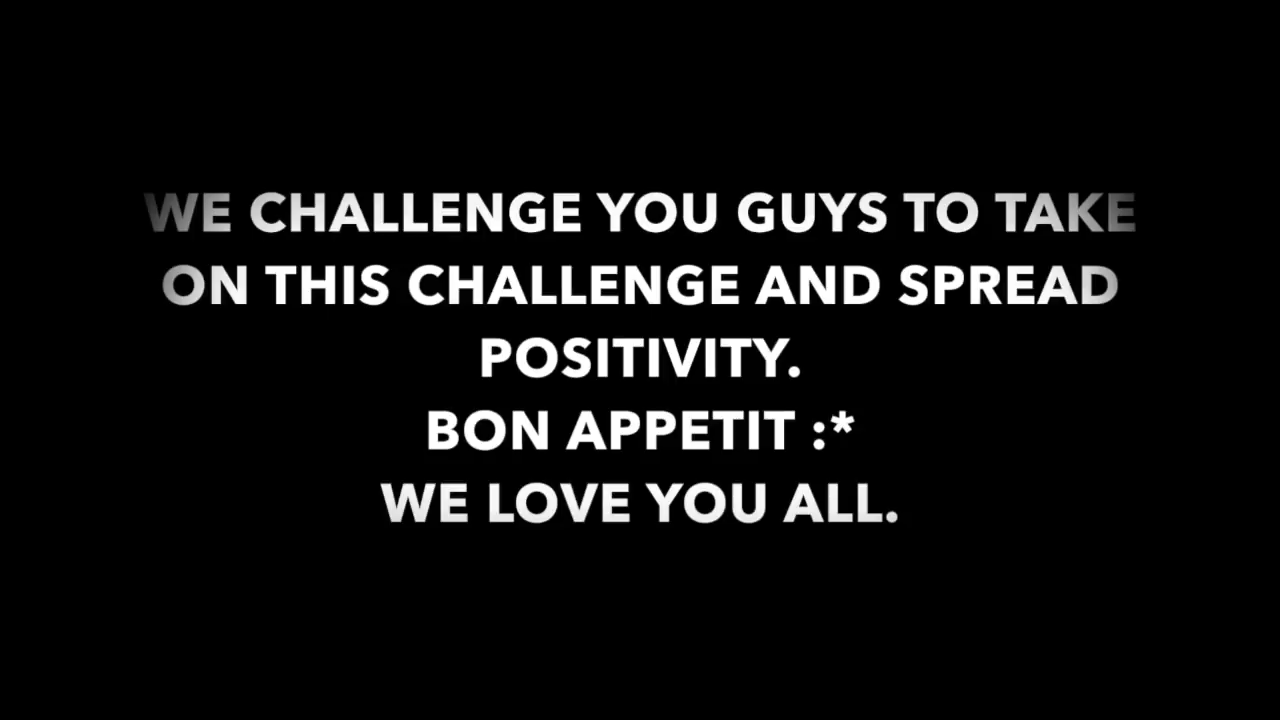 WE CHALLENGE YOU GUYS TO TAKE
ON THIS CHALLENGE AND SPREAD
POSITIVITY.
BON APPETIT :*
WE LOVE YOU ALL.